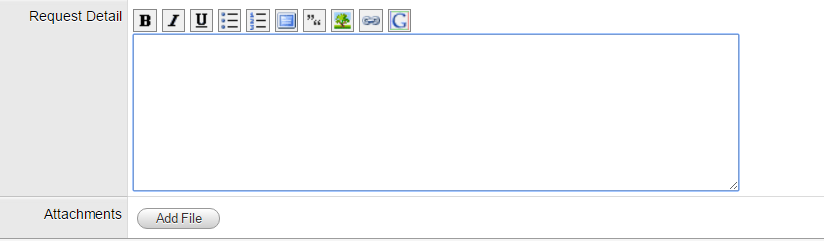 Request Detail
B I U
Attachments
Add File